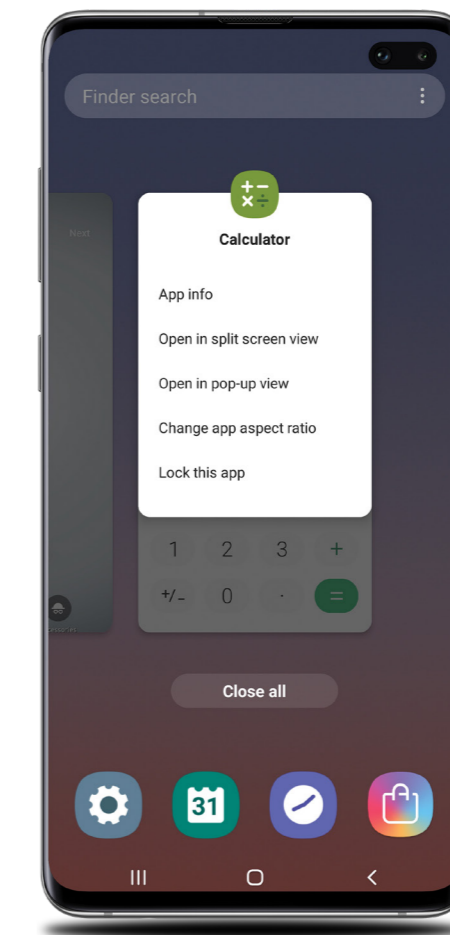 Finder search
Next
Calculator
App info
Open in split screen view
Open in pop-up view
Change app aspect ratio
Lock this app
1 2 3 +
+/- 0 . =
Close all
31